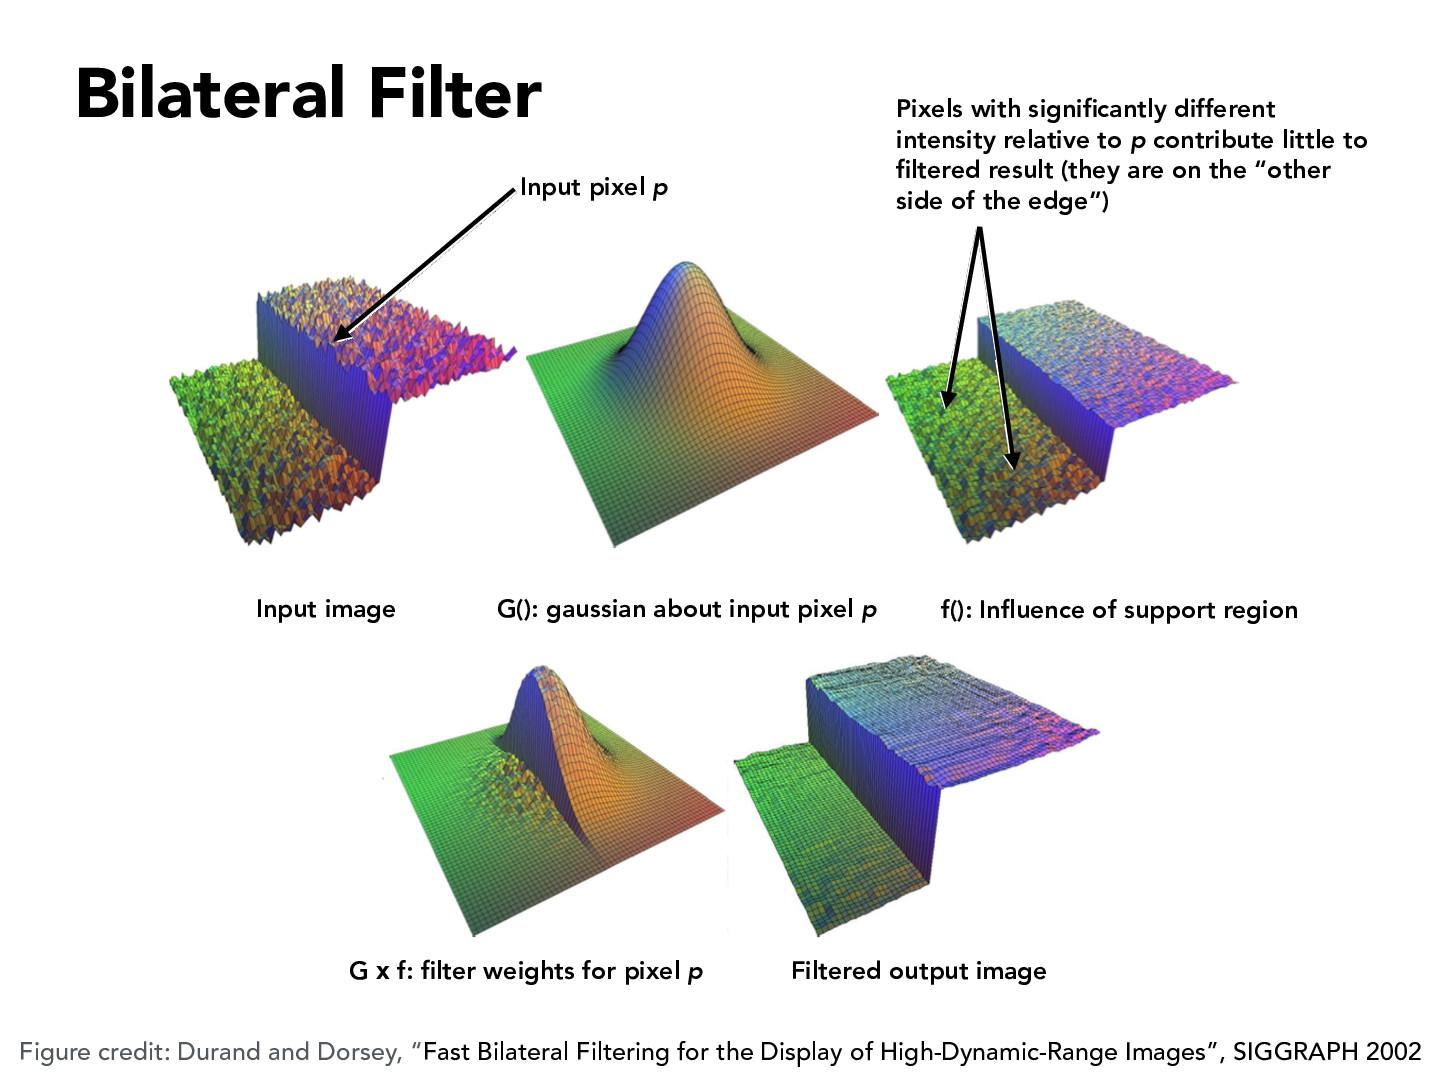 Bilateral Filter
Pixels with significantly different
intensity relative to p contribute little to
filtered result (they are on the “other
side of the edge”)
Input pixel p
Input image
G(): gaussian about input pixel p
f(): Influence of support region
G x f: filter weights for pixel p
Filtered output image
Figure credit: Durand and Dorsey, “Fast Bilateral Filtering for the Display of High-Dynamic-Range Images”, SIGGRAPH 2002